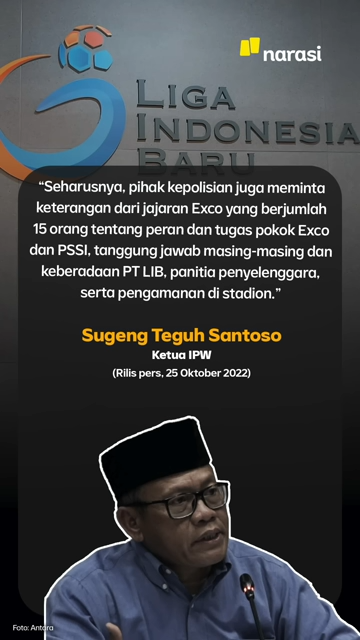 narasi
LIGA
INDONESIA
BARU
“Seharusnya, pihak kepolisian juga meminta
keterangan dari jajaran Exco yang berjumlah
15 orang tentang peran dan tugas pokok Exco
dan PSSI, tanggung jawab masing-masing dan
keberadaan PT LIB, panitia penyelenggara,
serta pengamanan di stadion.”
Sugeng Teguh Santoso
Ketua IPW
(Rilis pers, 25 Oktober 2022)
Foto: Antara